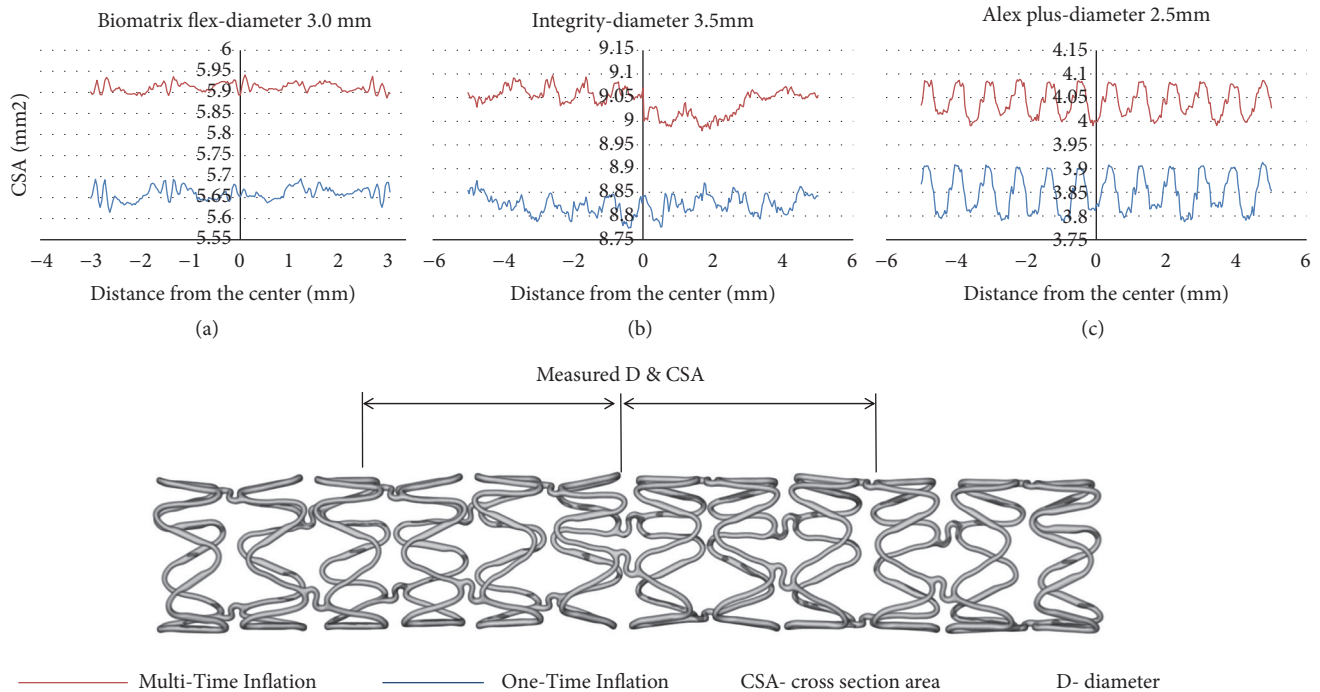 Biomatrix flex-diameter 3.0 mm
CSA (mm2)
6
5.95
5.9
5.85
5.8
5.75
5.7
5.65
5.6
5.55
−4 −3 −2 −1 0 1 2 3 4
Distance from the center (mm)
(a)
Integrity-diameter 3.5mm
9.15
9.1
9.05
9
8.95
8.9
8.85
8.8
8.75
−6 −4 −2 0 2 4 6
Distance from the center (mm)
(b)
Alex plus-diameter 2.5mm
4.15
4.1
4.05
4
3.95
3.9
3.85
3.8
3.75
−6 −4 −2 0 2 4 6
Distance from the center (mm)
(c)
Measured D & CSA
Multi-Time Inflation One-Time Inflation CSA- cross section area D- diameter